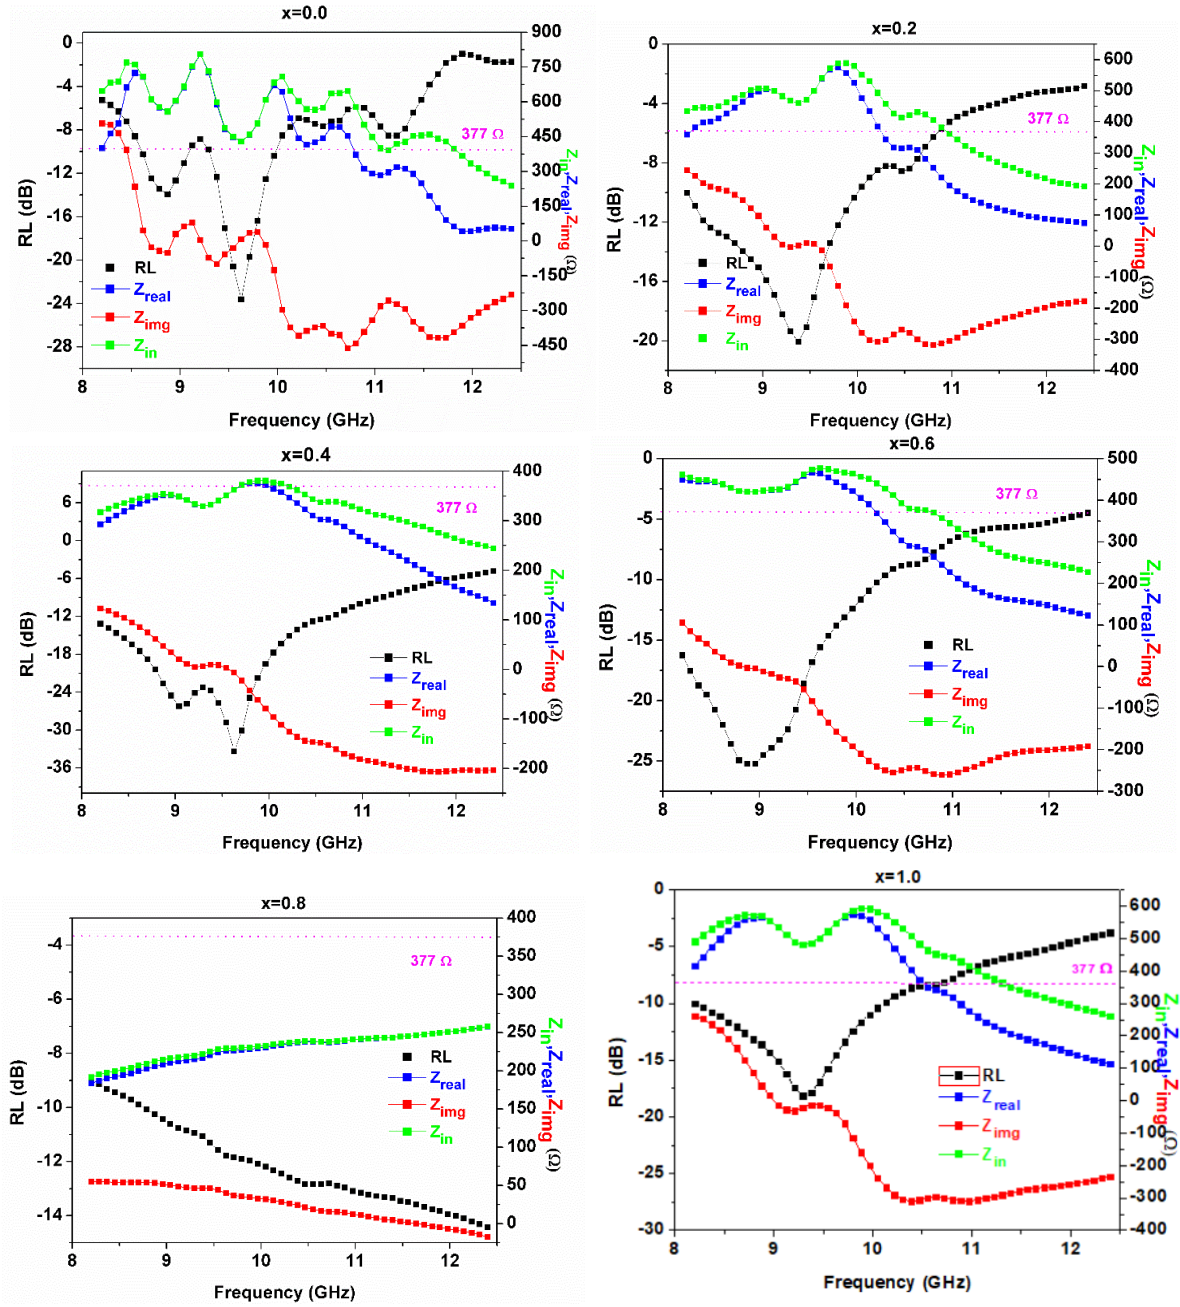 x=0.0
0
-4
-8
-12
-16
-20
-24
-28
900
750
600
450
300
150
0
-150
-300
-450
377 Ω
RL
Zreal
Zimg
Zin
RL (dB)
Zin,Zreal,Zimg (Ω)
8 9 10 11 12
Frequency (GHz)
x=0.2
0
-4
-8
-12
-16
-20
600
500
400
300
200
100
0
-100
-200
-300
-400
377 Ω
RL
Zreal
Zimg
Zin
RL (dB)
Zin,Zreal,Zimg (Ω)
8 9 10 11 12
Frequency (GHz)
x=0.4
6
0
-6
-12
-18
-24
-30
-36
400
300
200
100
0
-100
-200
377 Ω
RL
Zreal
Zimg
Zin
RL (dB)
Zin,Zreal,Zimg (Ω)
8 9 10 11 12
Frequency (GHz)
x=0.6
0
-5
-10
-15
-20
-25
500
400
300
200
100
0
-100
-200
-300
377 Ω
RL
Zreal
Zimg
Zin
RL (dB)
Zin,Zreal,Zimg (Ω)
8 9 10 11 12
Frequency (GHz)
x=0.8
-4
-6
-8
-10
-12
-14
400
350
300
250
200
150
100
50
0
377 Ω
RL
Zreal
Zimg
Zin
RL (dB)
Zin,Zreal,Zimg (Ω)
8 9 10 11 12
Frequency (GHz)
x=1.0
0
-5
-10
-15
-20
-25
-30
600
500
400
300
200
100
0
-100
-200
-300
-400
377 Ω
RL
Zreal
Zimg
Zin
RL (dB)
Zin,Zreal,Zimg (Ω)
8 9 10 11 12
Frequency (GHz)